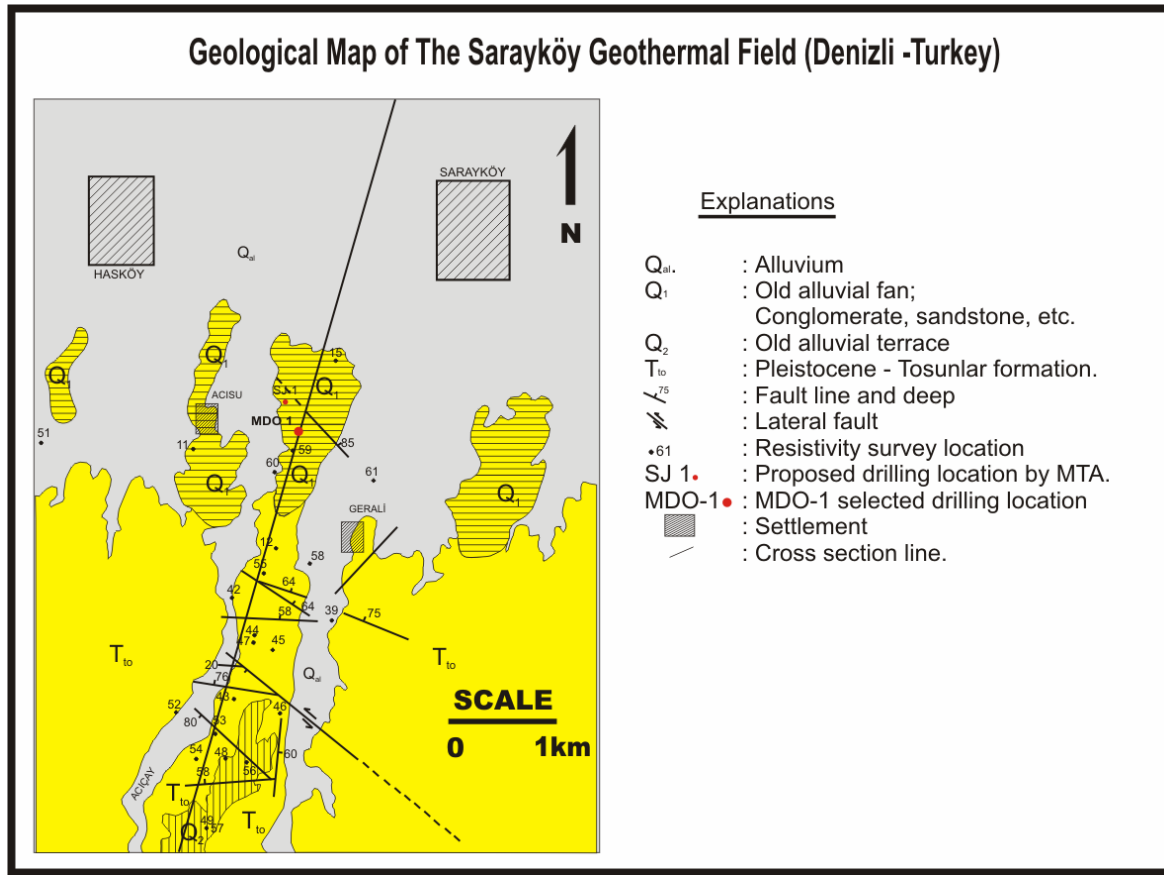 Geological Map of The Sarayköy Geothermal Field (Denizli -Turkey)
HASKÖY
SARAYKÖY
N
Qal
Q1
Q1
15
Q1
SJ 1
ACISU
MDO 1
51
11
59
85
60
61
Q1
Q1
Q1
GERALİ
12
55
58
64
42
64
58
39
75
44
47
45
Tto
Tto
20
76
Qal
43
46
52
80
53
SCALE
0 1km
54
48
56
60
58
ACIÇAY
Tto
49
57
Q2
Tto
Explanations
Qal. : Alluvium
Q1 : Old alluvial fan;
Conglomerate, sandstone, etc.
Q2 : Old alluvial terrace
Tto : Pleistocene - Tosunlar formation.
75 : Fault line and deep
: Lateral fault
61 : Resistivity survey location
SJ 1 : Proposed drilling location by MTA.
MDO-1 : MDO-1 selected drilling location
: Settlement
: Cross section line.